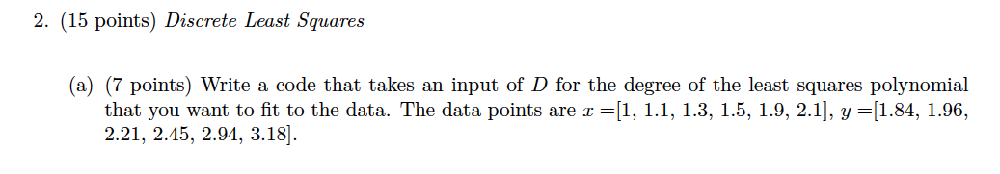 2. (15 points) Discrete Least Squares
(a) (7 points) Write a code that takes an input of D for the degree of the least squares polynomial
that you want to fit to the data. The data points are x =[1, 1.1, 1.3, 1.5, 1.9, 2.1], y =[1.84, 1.96,
2.21, 2.45, 2.94, 3.18].